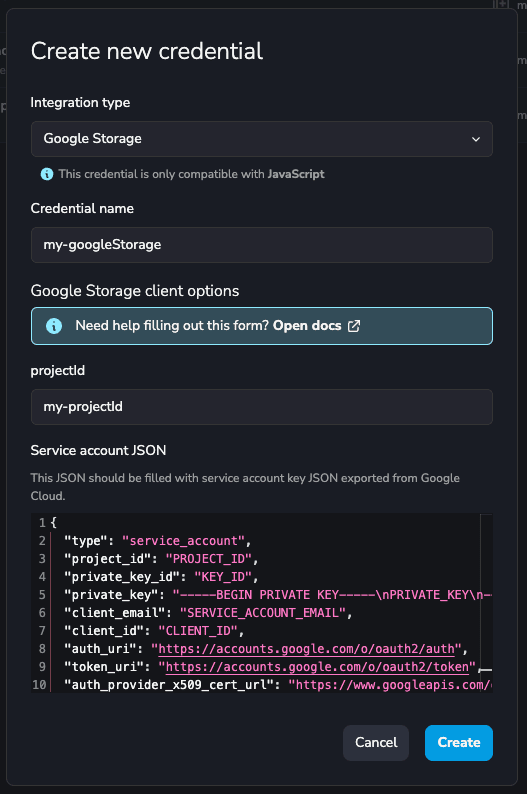 Create new credential
Integration type
Google Storage
This credential is only compatible with JavaScript
Credential name
my-googleStorage
Google Storage client options
Need help filling out this form? Open docs
projectId
my-projectId
Service account JSON
This JSON should be filled with service account key JSON exported from Google
Cloud.
1 {
2 "type": "service_account",
3 "project_id": "PROJECT_ID",
4 "private_key_id": "KEY_ID",
5 "private_key": "-----BEGIN PRIVATE KEY-----\nPRIVATE_KEY\n-
6 "client_email": "SERVICE_ACCOUNT_EMAIL",
7 "client_id": "CLIENT_ID",
8 "auth_uri": "https://accounts.google.com/o/oauth2/auth",
9 "token_uri": "https://accounts.google.com/o/oauth2/token",
10 "auth_provider_x509_cert_url": "https://www.googleapis.com/
Cancel
Create